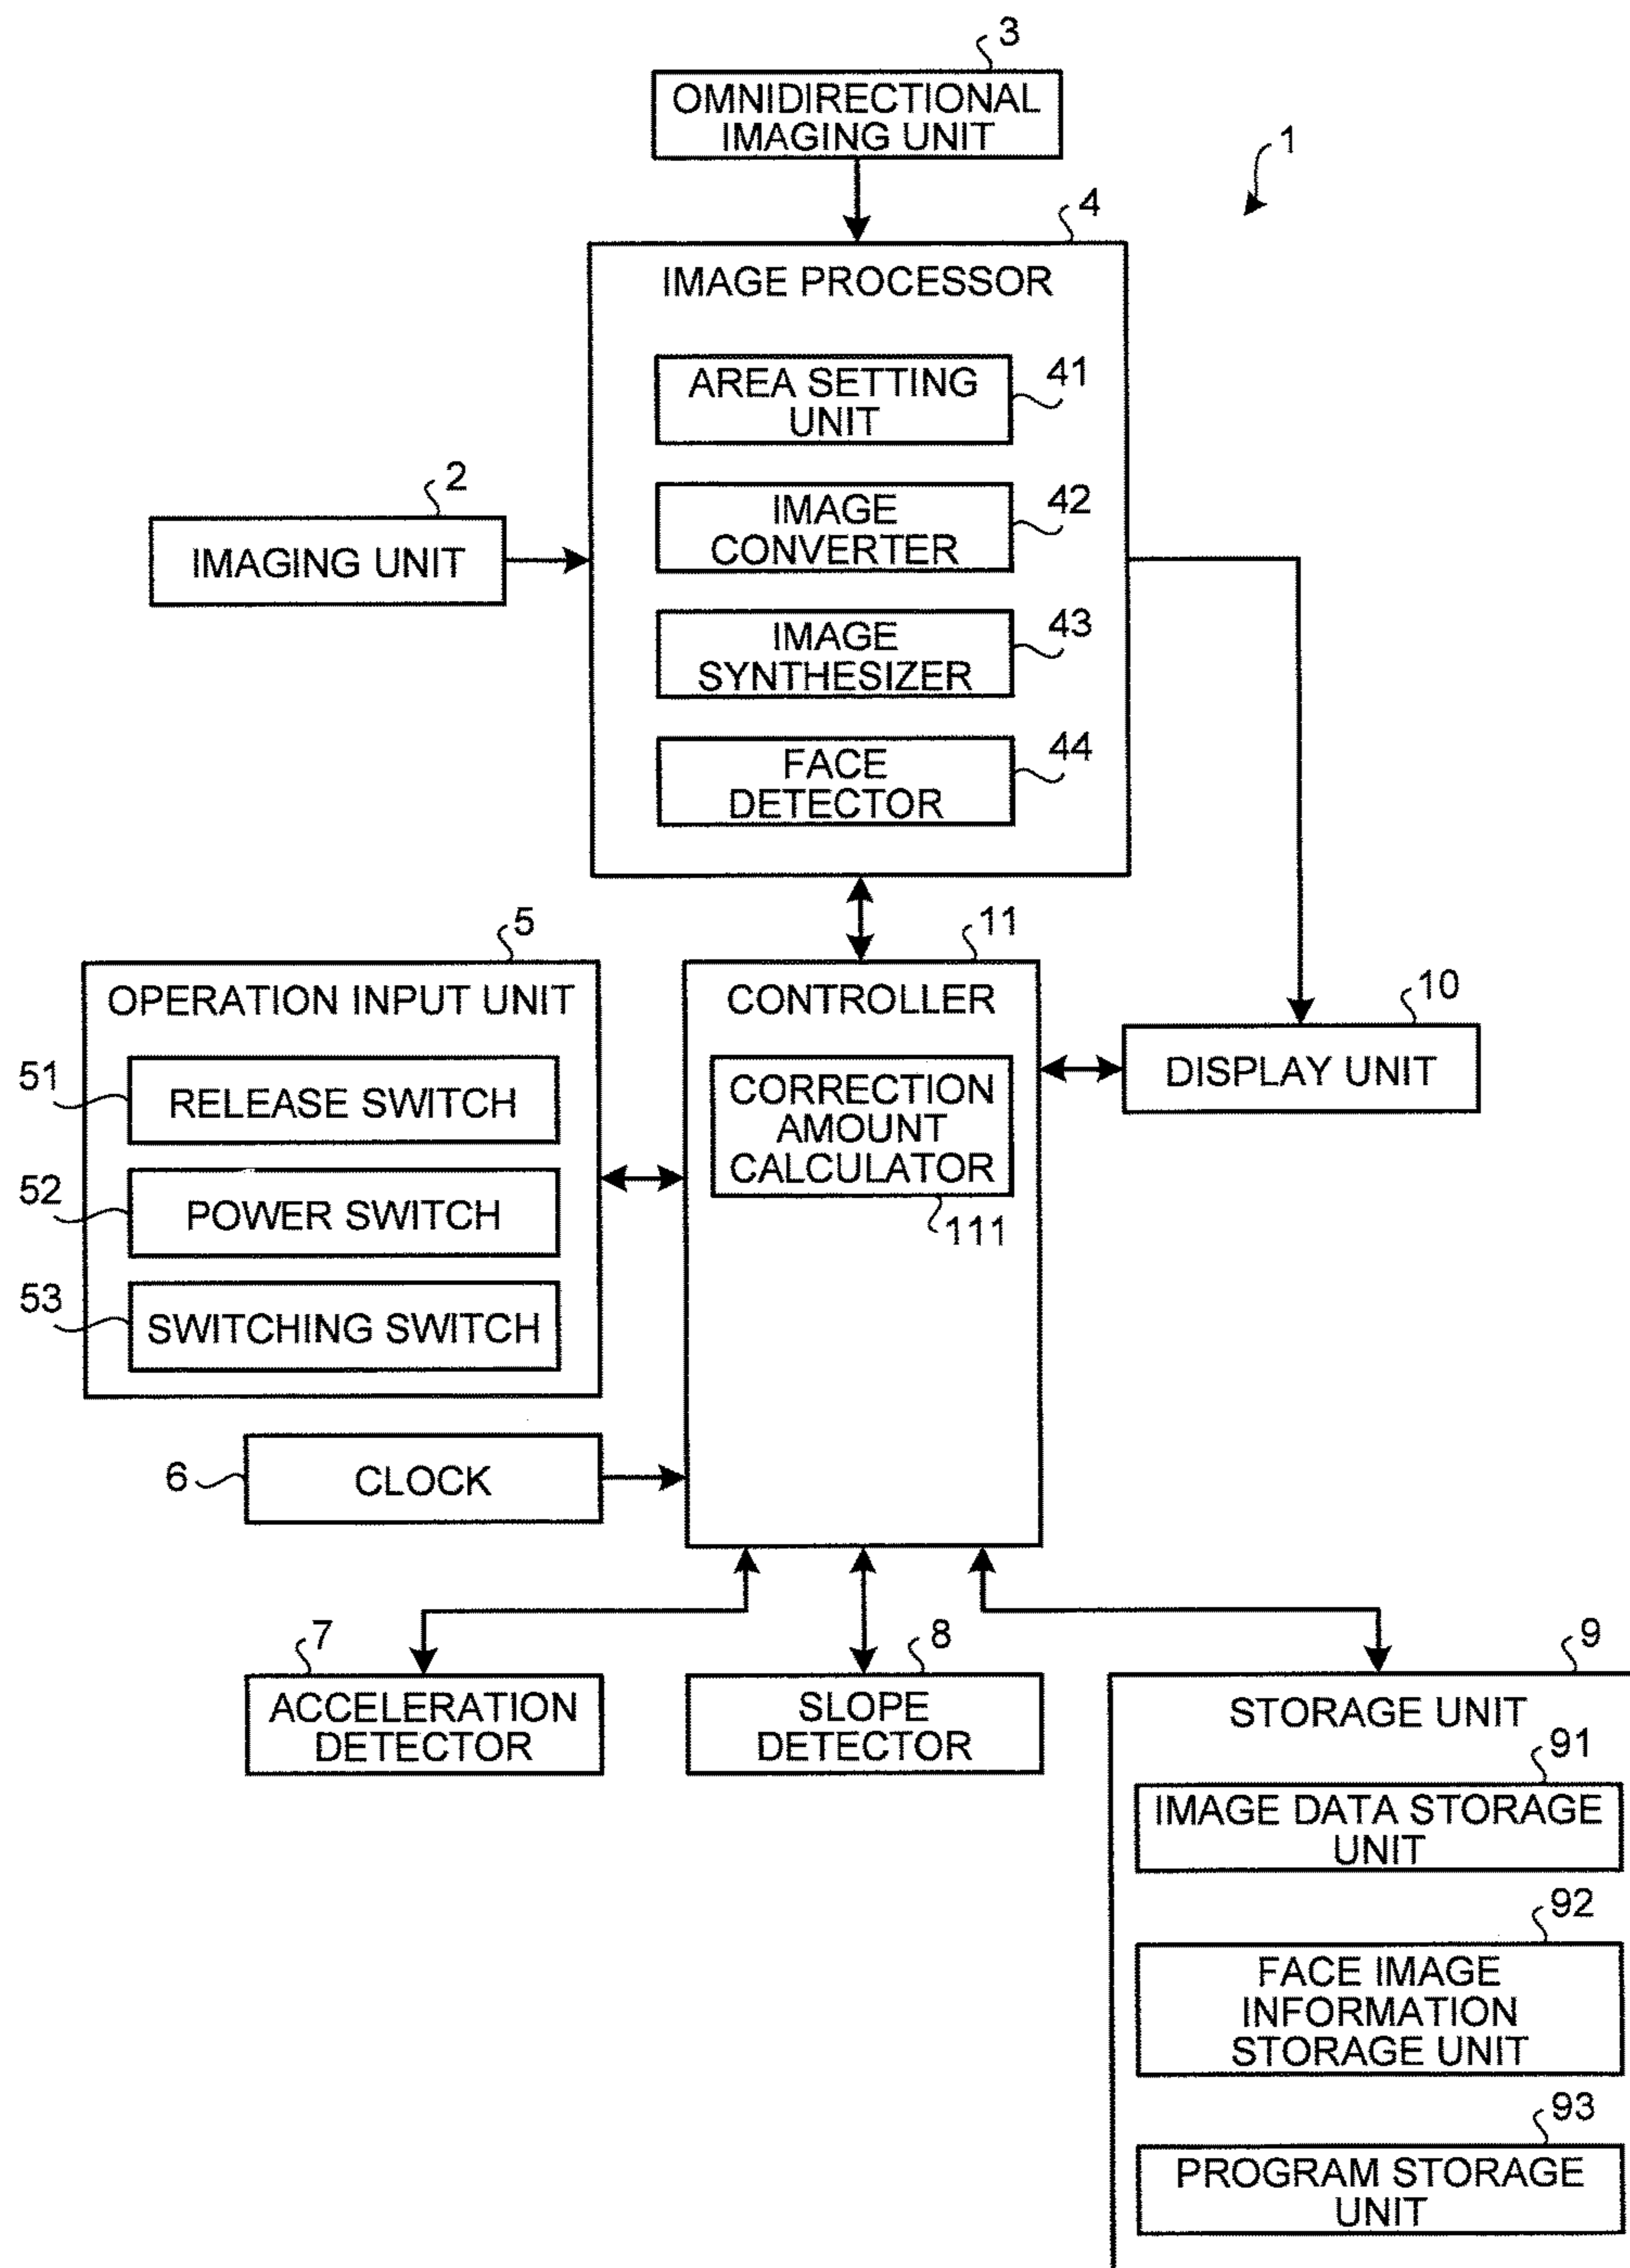 3
OMNIDIRECTIONAL
IMAGING UNIT
1
4
IMAGE PROCESSOR
41
AREA SETTING
UNIT
2
IMAGING UNIT
42
IMAGE
CONVERTER
43
IMAGE
SYNTHESIZER
44
FACE
DETECTOR
5
OPERATION INPUT UNIT
51
RELEASE SWITCH
52
POWER SWITCH
53
SWITCHING SWITCH
11
CONTROLLER
CORRECTION
AMOUNT
CALCULATOR
111
10
DISPLAY UNIT
6
CLOCK
7
ACCELERATION
DETECTOR
8
SLOPE
DETECTOR
9
STORAGE UNIT
91
IMAGE DATA STORAGE
UNIT
92
FACE IMAGE
INFORMATION
STORAGE UNIT
93
PROGRAM STORAGE
UNIT